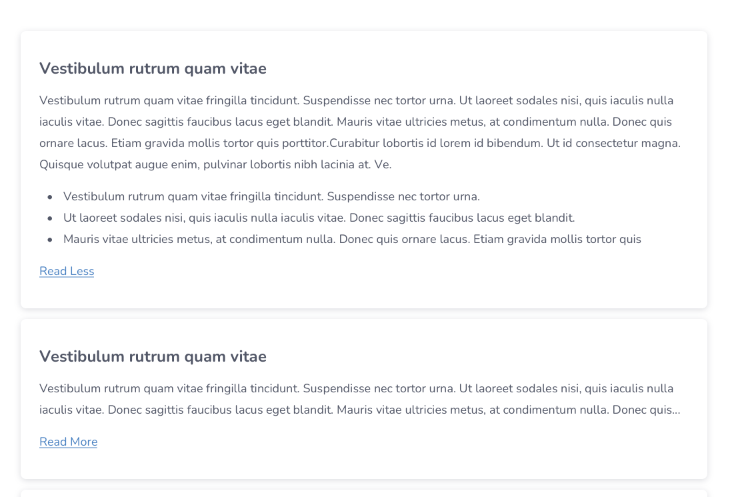 Vestibulum rutrum quam vitae
Vestibulum rutrum quam vitae fringilla tincidunt. Suspendisse nec tortor urna. Ut laoreet sodales nisi, quis iaculis nulla
iaculis vitae. Donec sagittis faucibus lacus eget blandit. Mauris vitae ultricies metus, at condimentum nulla. Donec quis
ornare lacus. Etiam gravida mollis tortor quis porttitor.Curabitur lobortis id lorem id bibendum. Ut id consectetur magna.
Quisque volutpat augue enim, pulvinar lobortis nibh lacinia at. Ve.
• Vestibulum rutrum quam vitae fringilla tincidunt. Suspendisse nec tortor urna.
• Ut laoreet sodales nisi, quis iaculis nulla iaculis vitae. Donec sagittis faucibus lacus eget blandit.
• Mauris vitae ultricies metus, at condimentum nulla. Donec quis ornare lacus. Etiam gravida mollis tortor quis
Read Less
Vestibulum rutrum quam vitae
Vestibulum rutrum quam vitae fringilla tincidunt. Suspendisse nec tortor urna. Ut laoreet sodales nisi, quis iaculis nulla
iaculis vitae. Donec sagittis faucibus lacus eget blandit. Mauris vitae ultricies metus, at condimentum nulla. Donec quis...
Read More